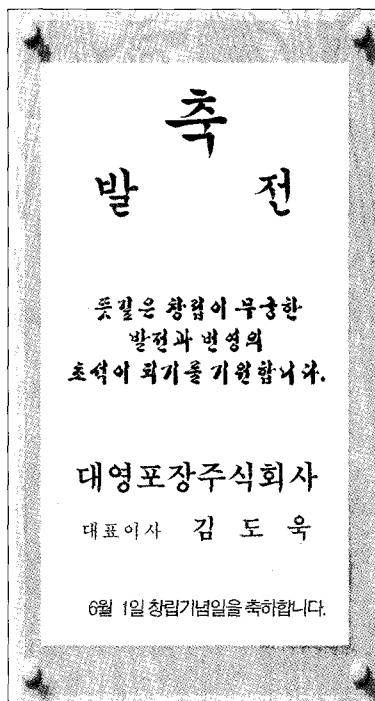 축
발 전
뜻깊은 창립이 무궁한
발전과 번영의
초석이 되기를 기원합니다.
대영포장주식회사
대표이사 김 도 욱
6월 1일 창립기념일을 축하합니다.